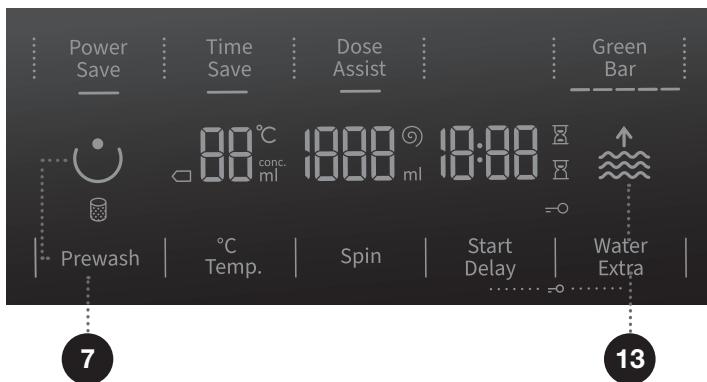 Power Save
Time Save
Dose Assist
Green Bar
88 °C
conc.
ml
1888 ml
18:88
Prewash
°C Temp.
Spin
Start Delay
Water Extra
7
13